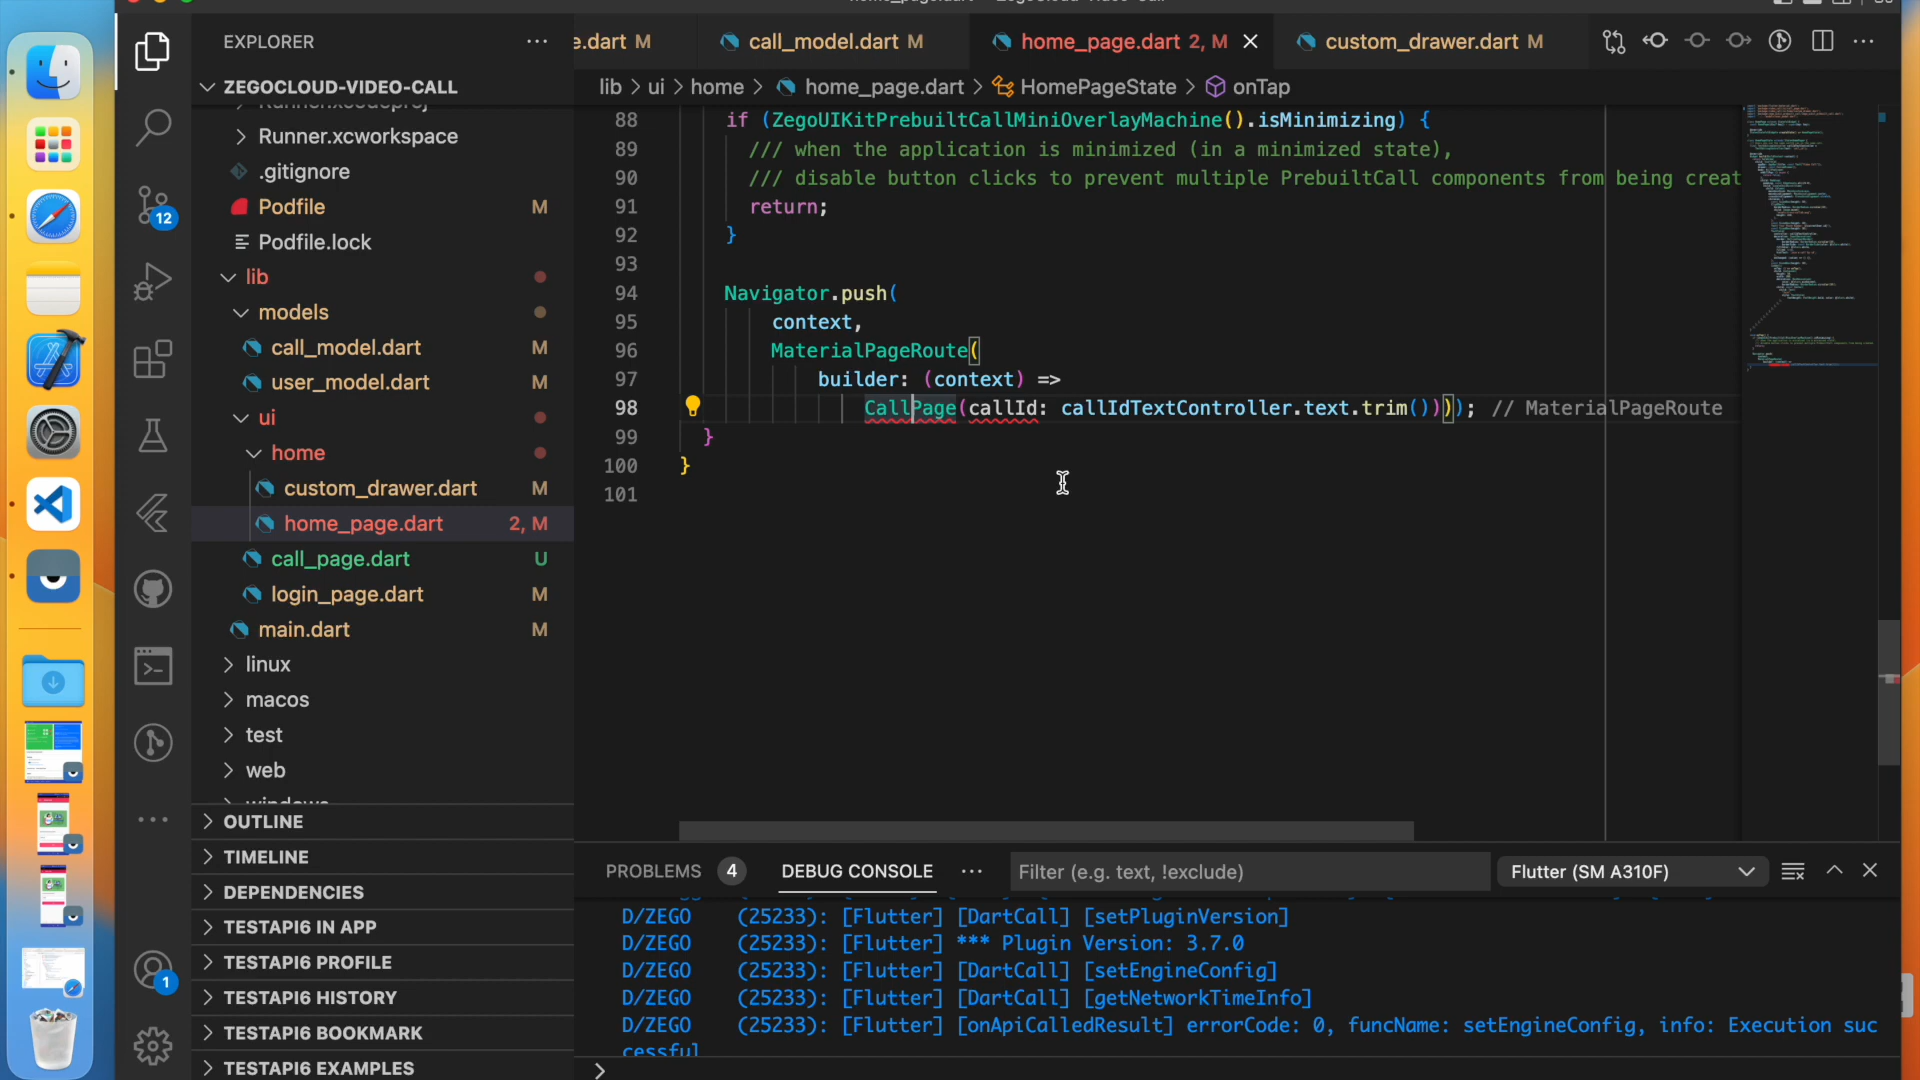 EXPLORER
e.dart M
call_model.dart M
home_page.dart 2, M
custom_drawer.dart M
ZEGOCLOUD-VIDEO-CALL
lib > ui > home > home_page.dart > HomePageState > onTap
Runner.xcworkspace
.gitignore
Podfile M
Podfile.lock
lib
models
call_model.dart M
user_model.dart M
ui
home
custom_drawer.dart M
home_page.dart 2, M
call_page.dart U
login_page.dart M
main.dart M
linux
macos
test
web
windows
OUTLINE
TIMELINE
DEPENDENCIES
TESTAPI6 IN APP
TESTAPI6 PROFILE
TESTAPI6 HISTORY
TESTAPI6 BOOKMARK
TESTAPI6 EXAMPLES
12
1
88 if (ZegoUIKitPrebuiltCallMiniOverlayMachine().isMinimizing) {
89 /// when the application is minimized (in a minimized state),
90 /// disable button clicks to prevent multiple PrebuiltCall components from being creat
91 return;
92 }
93
94 Navigator.push(
95 context,
96 MaterialPageRoute(
97 builder: (context) =>
98 CallPage(callId: callIdTextController.text.trim()))); // MaterialPageRoute
99 }
100 }
101
PROBLEMS 4 DEBUG CONSOLE Filter (e.g. text, !exclude) Flutter (SM A310F)
D/ZEGO (25233): [Flutter] [DartCall] [setPluginVersion]
D/ZEGO (25233): [Flutter] *** Plugin Version: 3.7.0
D/ZEGO (25233): [Flutter] [DartCall] [setEngineConfig]
D/ZEGO (25233): [Flutter] [DartCall] [getNetworkTimeInfo]
D/ZEGO (25233): [Flutter] [onApiCalledResult] errorCode: 0, funcName: setEngineConfig, info: Execution suc
cessful